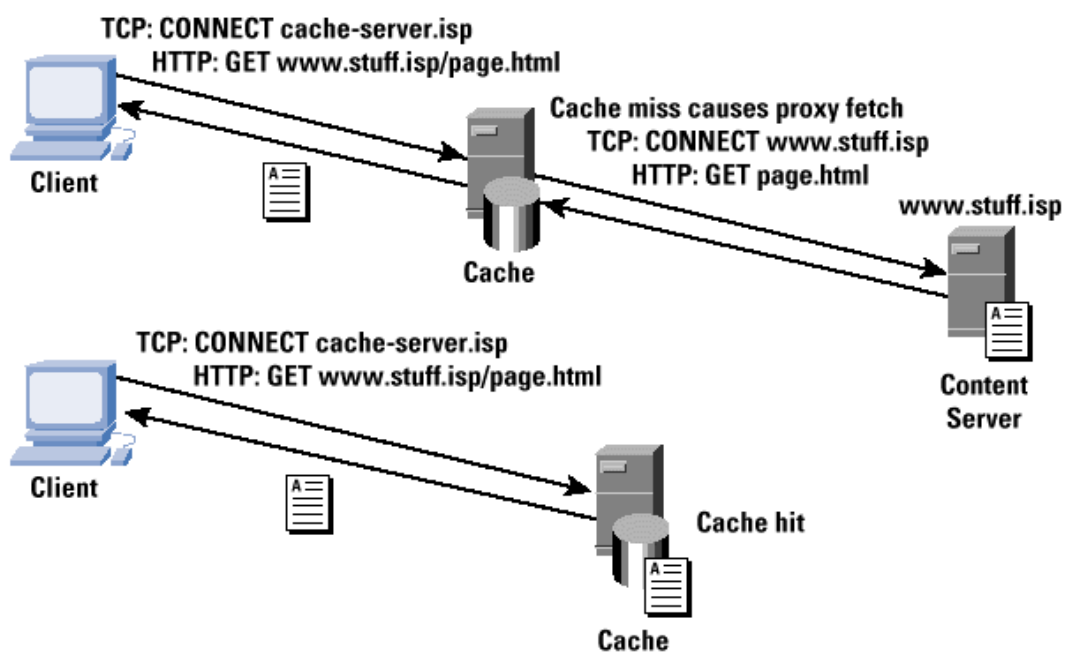 TCP: CONNECT cache-server.isp
HTTP: GET www.stuff.isp/page.html
Client
A
Cache miss causes proxy fetch
TCP: CONNECT www.stuff.isp
HTTP: GET page.html
Cache
www.stuff.isp
A
Content
Server
TCP: CONNECT cache-server.isp
HTTP: GET www.stuff.isp/page.html
Client
A
Cache hit
A
Cache